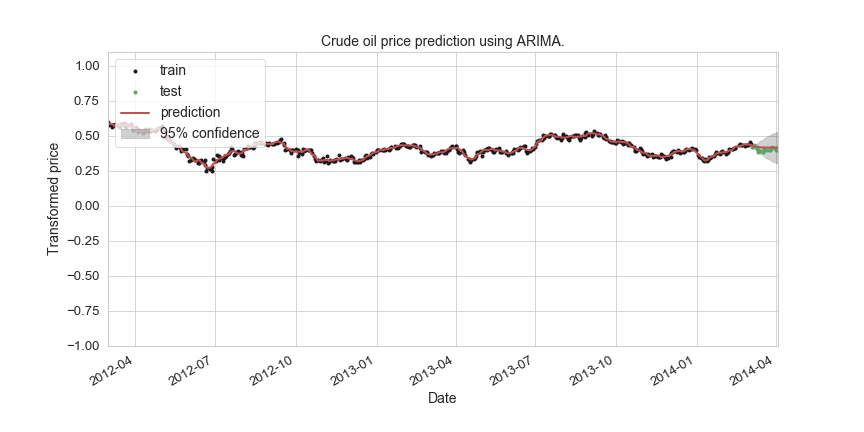 Crude oil price prediction using ARIMA.
1.00
0.75
0.50
0.25
0.00
−0.25
−0.50
−0.75
−1.00
Transformed price
train
test
prediction
95% confidence
2012-04
2012-07
2012-10
2013-01
2013-04
2013-07
2013-10
2014-01
2014-04
Date